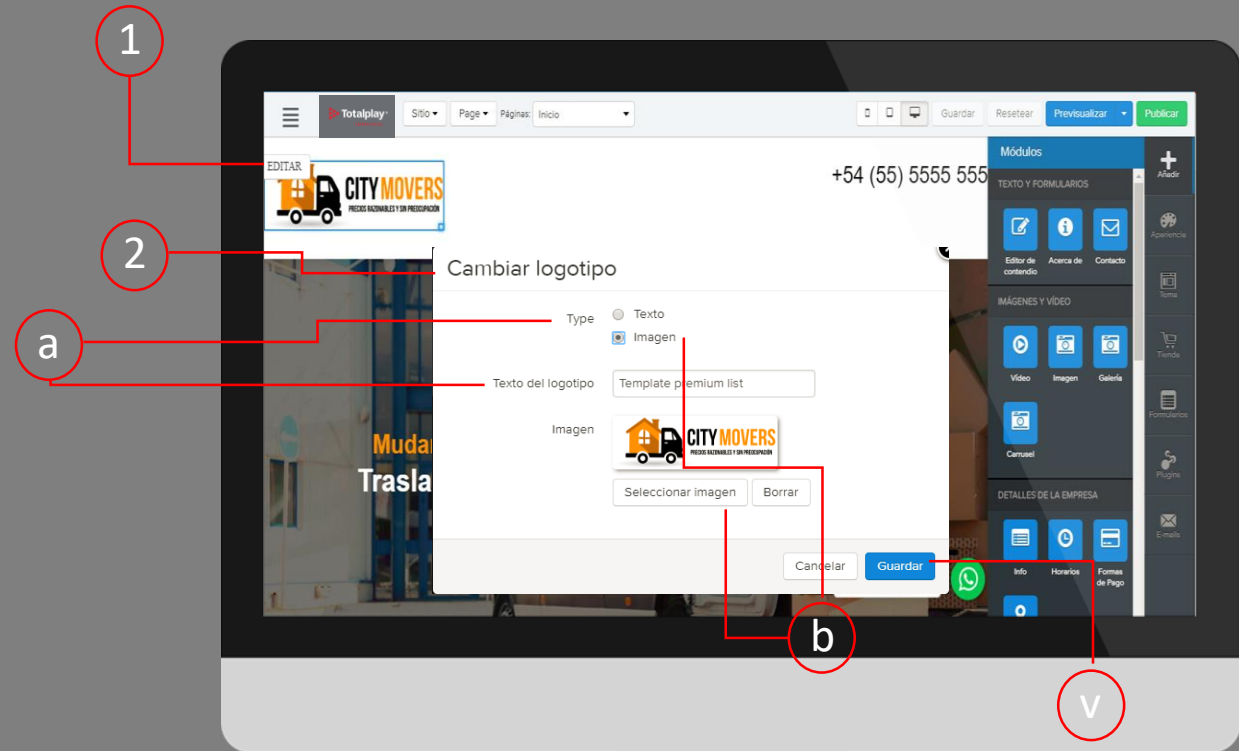 1
Totalplay
Sitio
Page
Páginas:
Inicio
Guardar
Resetear
Previsualizar
Publicar
EDITAR
CITY MOVERS
PRECIOS RAZONABLES Y SIN PREOCUPACIÓN
+54 (55) 5555 555
Módulos
Añadir
TEXTO Y FORMULARIOS
Editor de
contendio
Acerca de
Contacto
Apariencia
2
Cambiar logotipo
IMÁGENES Y VÍDEO
Tema
a
Type
Texto
Imagen
Vídeo
Imagen
Galería
Tienda
Texto del logotipo
Template premium list
Formularios
Imagen
CITY MOVERS
PRECIOS RAZONABLES Y SIN PREOCUPACIÓN
Muda
Trasla
Carrusel
Plugins
Seleccionar imagen
Borrar
DETALLES DE LA EMPRESA
E-mails
Cancelar
Guardar
Info
Horarios
Formas
de Pago
b
v